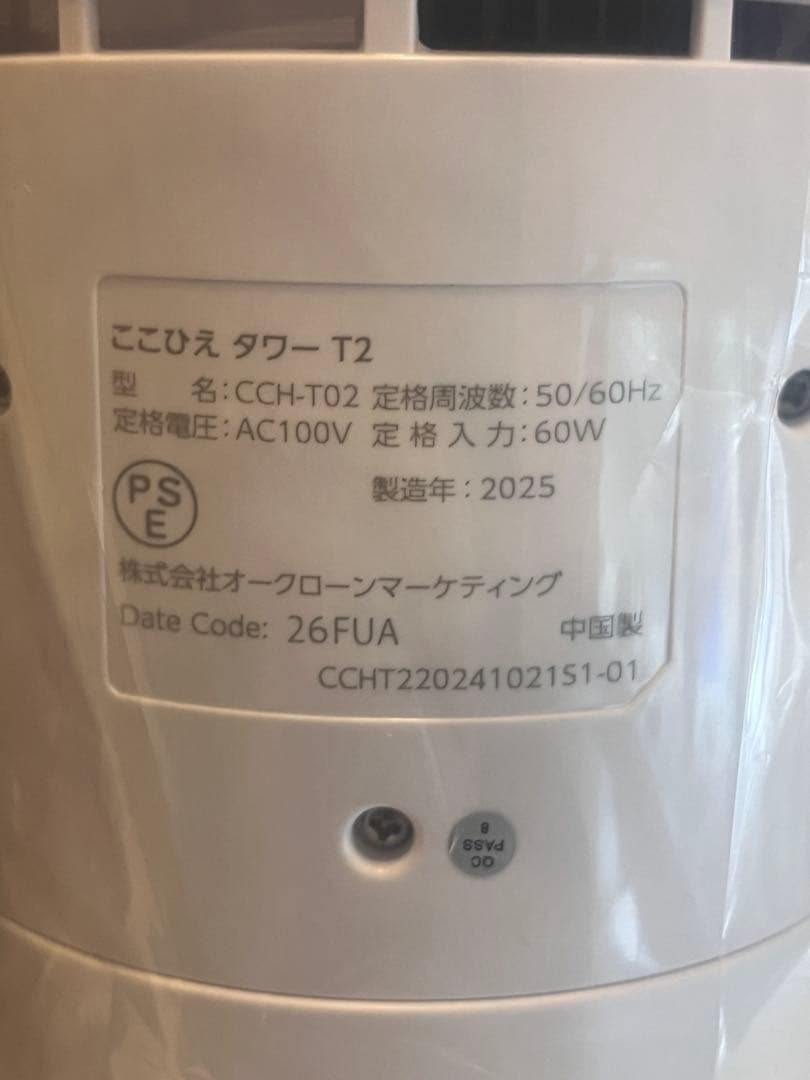 ここひえ タワー T2
型 名：CCH-T02 定格周波数：50/60Hz
定格電圧：AC100V 定格入力：60W
PSE
製造年：2025
株式会社オークローンマーケティング
Date Code: 26FUA 中国製
CCHT220241021S1-01
QC
PASS
8